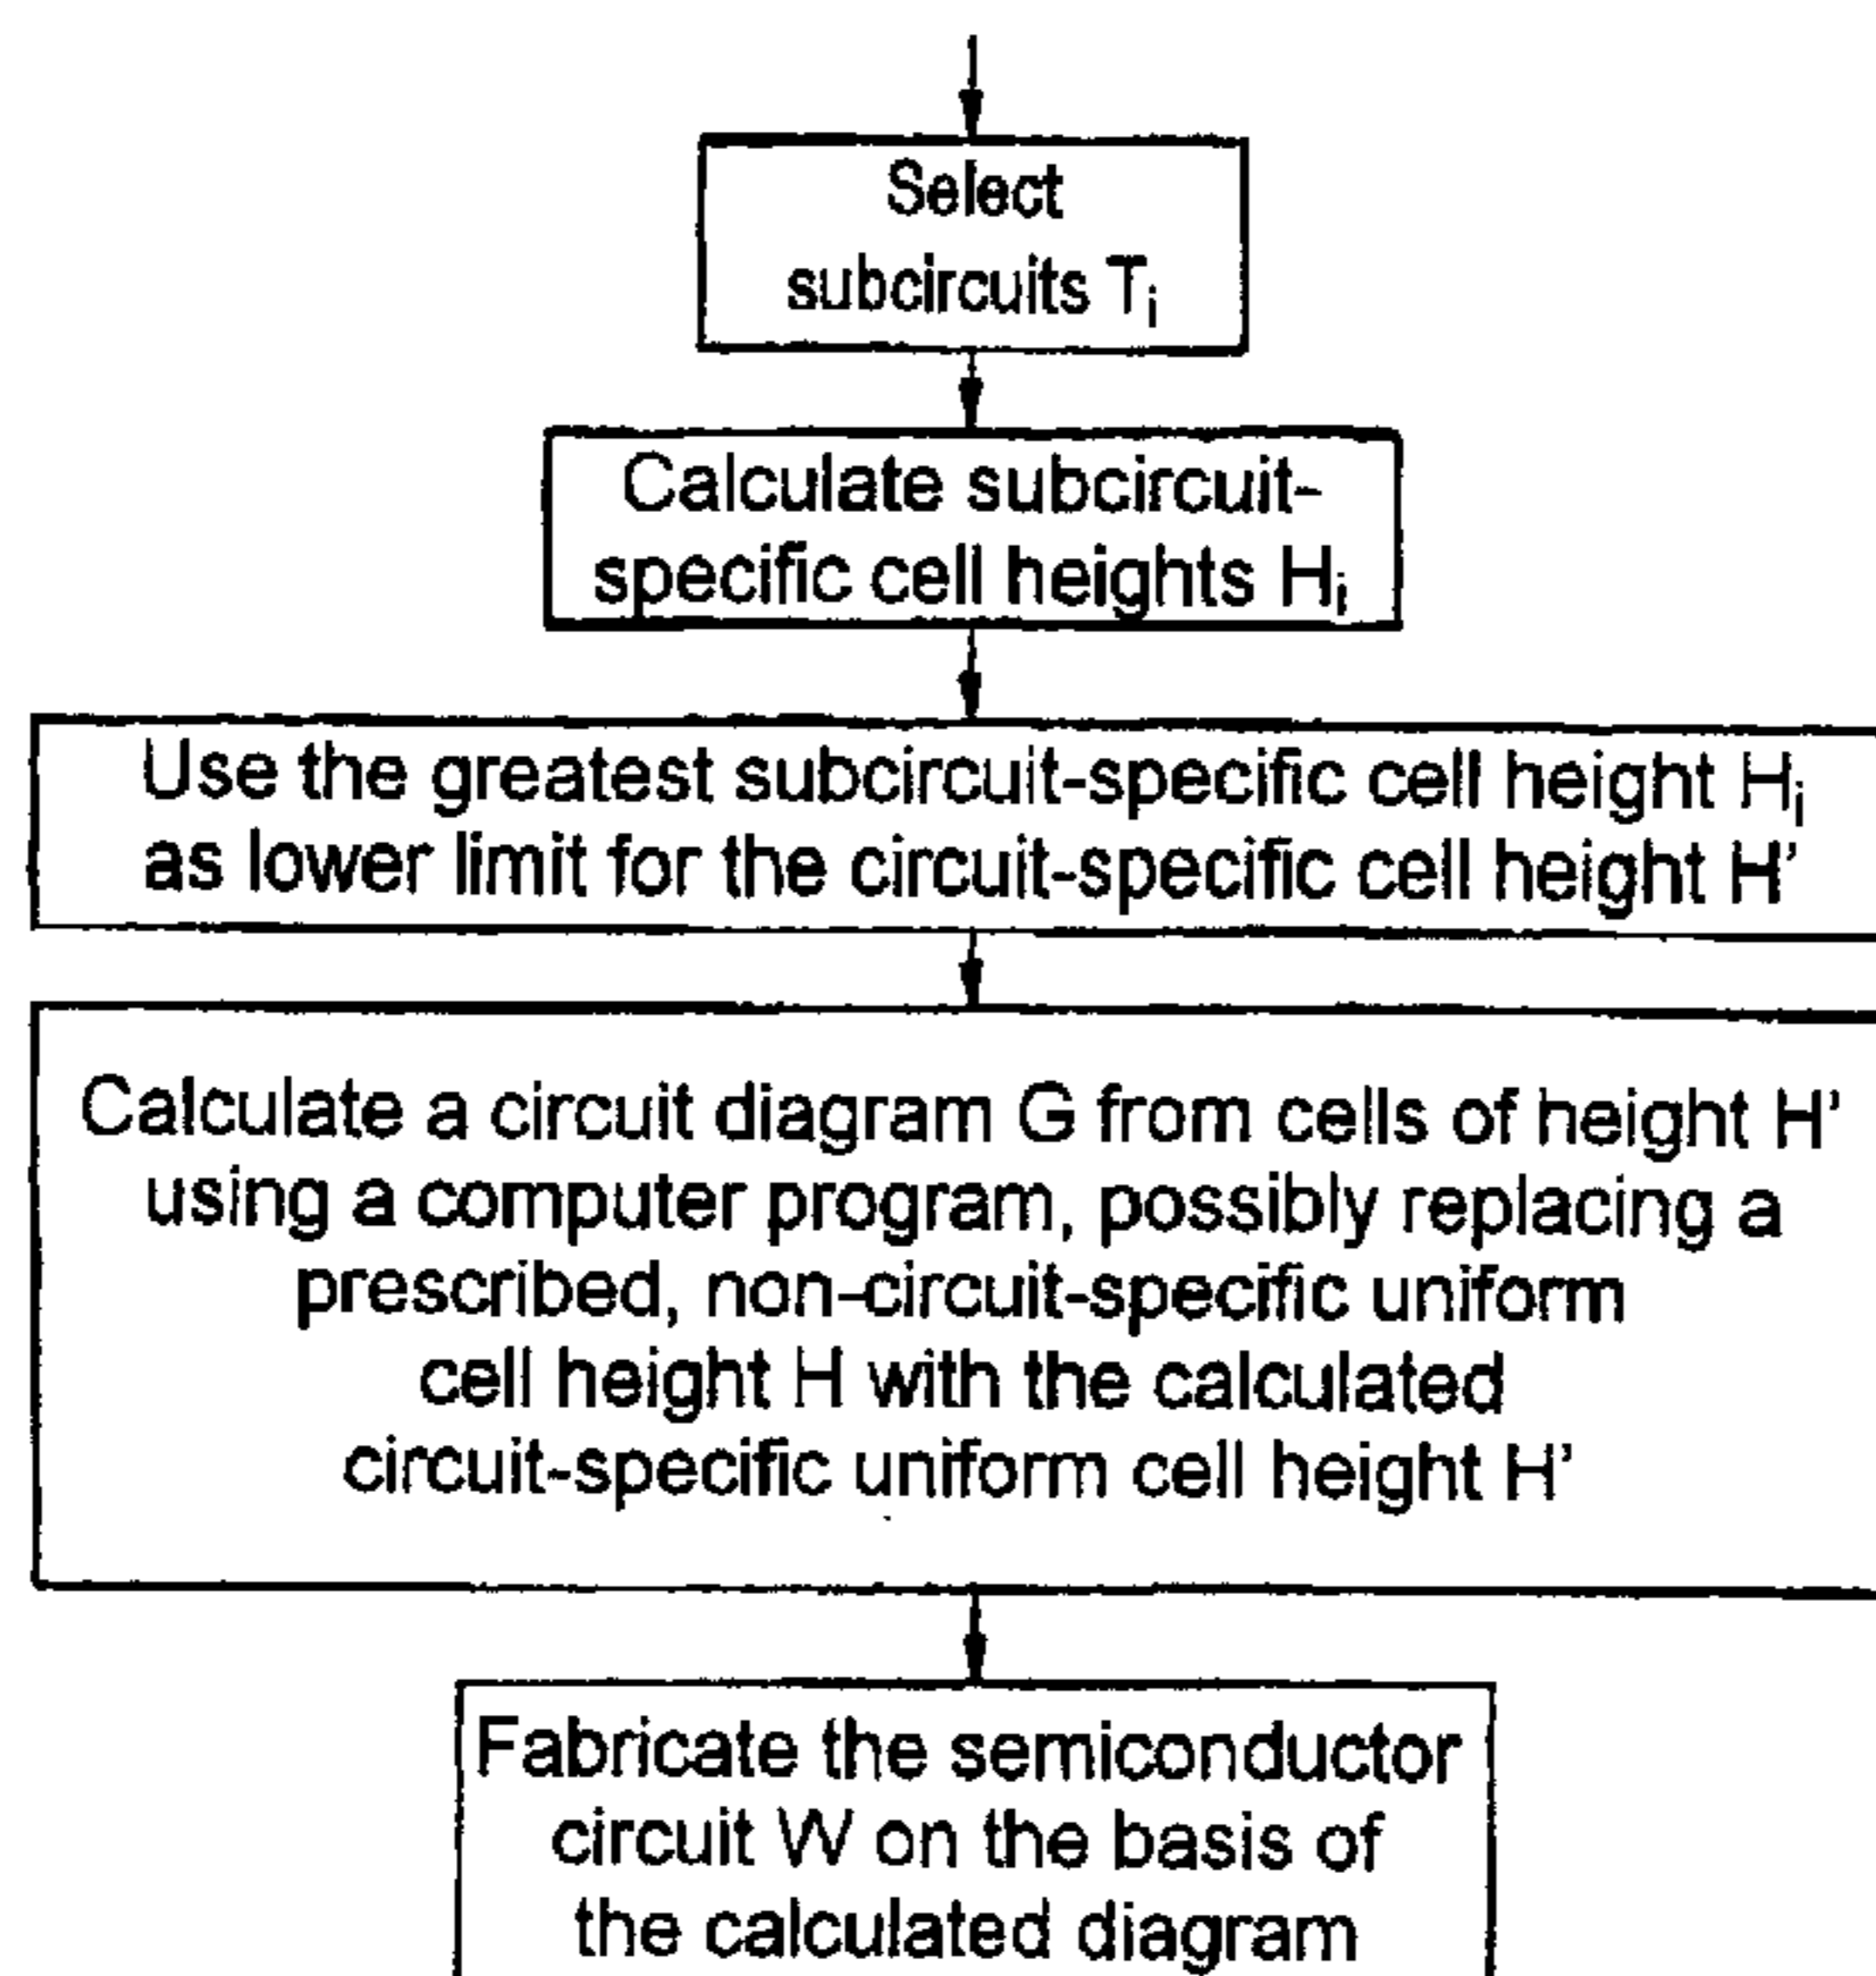 Select
subcircuits Ti
Calculate subcircuit-
specific cell heights Hi
Use the greatest subcircuit-specific cell height Hi
as lower limit for the circuit-specific cell height H'
Calculate a circuit diagram G from cells of height H'
using a computer program, possibly replacing a
prescribed, non-circuit-specific uniform
cell height H with the calculated
circuit-specific uniform cell height H'
Fabricate the semiconductor
circuit W on the basis of
the calculated diagram